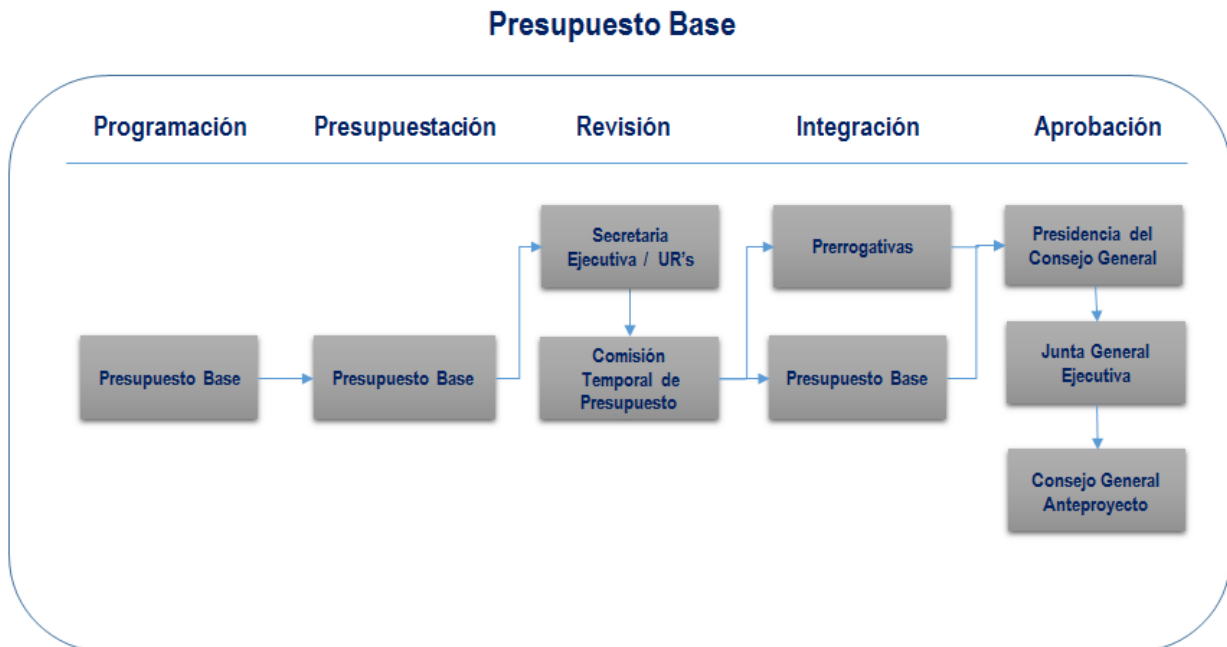 Presupuesto Base
Programación
Presupuestación
Revisión
Integración
Aprobación
Secretaria
Ejecutiva / UR's
Prerrogativas
Presidencia del
Consejo General
Presupuesto Base
Presupuesto Base
Comisión
Temporal de
Presupuesto
Presupuesto Base
Junta General
Ejecutiva
Consejo General
Anteproyecto